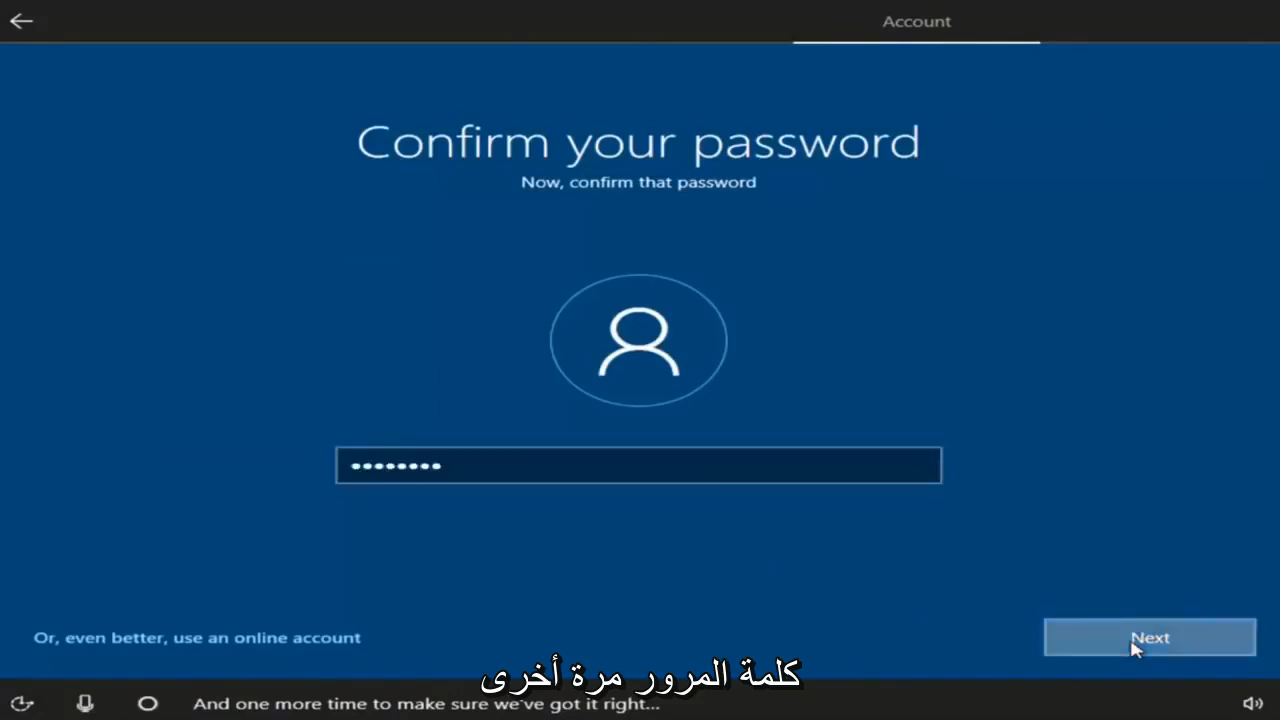 Account
Confirm your password
Now, confirm that password
Or, even better, use an online account
Next
كلمة المرور مرة أخرى
And one more time to make sure we've got it right...